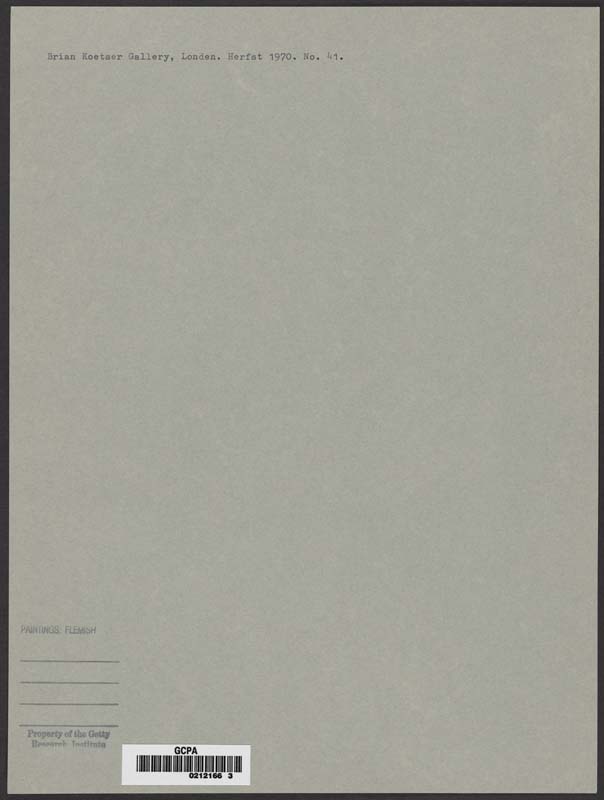 Brian Koetser Gallery, Londen. Herfst 1970. No. 41.
PAINTINGS: FLEMISH
Property of the Getty
Research Institute
GCPA
0212166 3